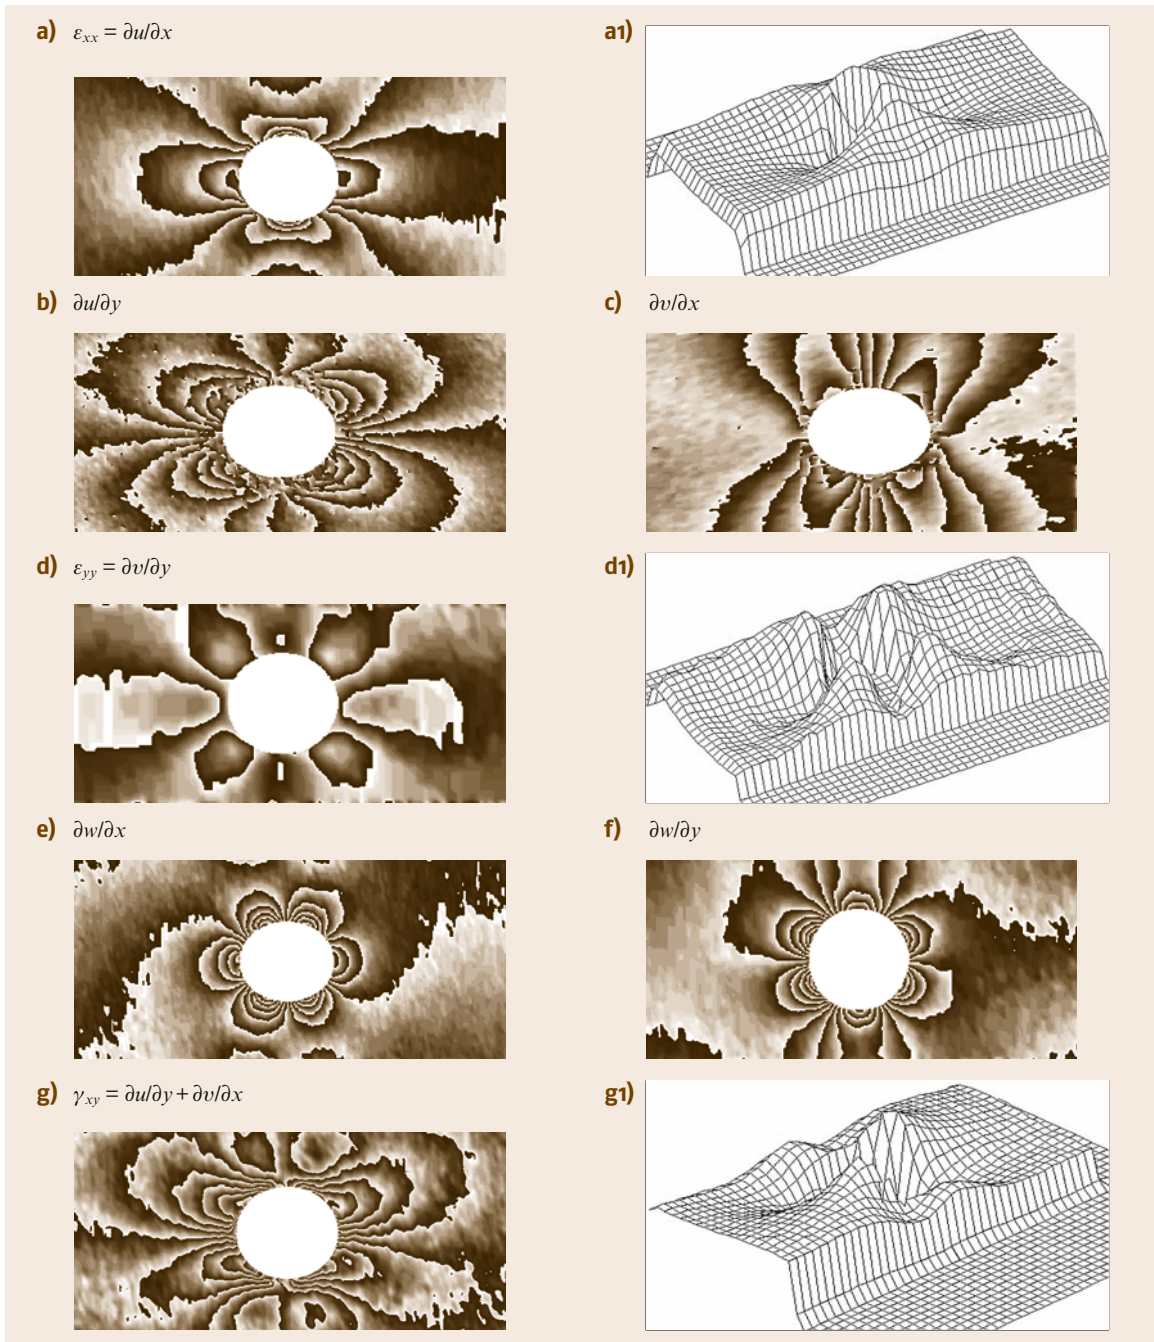 a) εxx = ∂u/∂x
a1)
b) ∂u/∂y
c) ∂v/∂x
d) εyy = ∂v/∂y
d1)
e) ∂w/∂x
f) ∂w/∂y
g) γxy = ∂u/∂y + ∂v/∂x
g1)